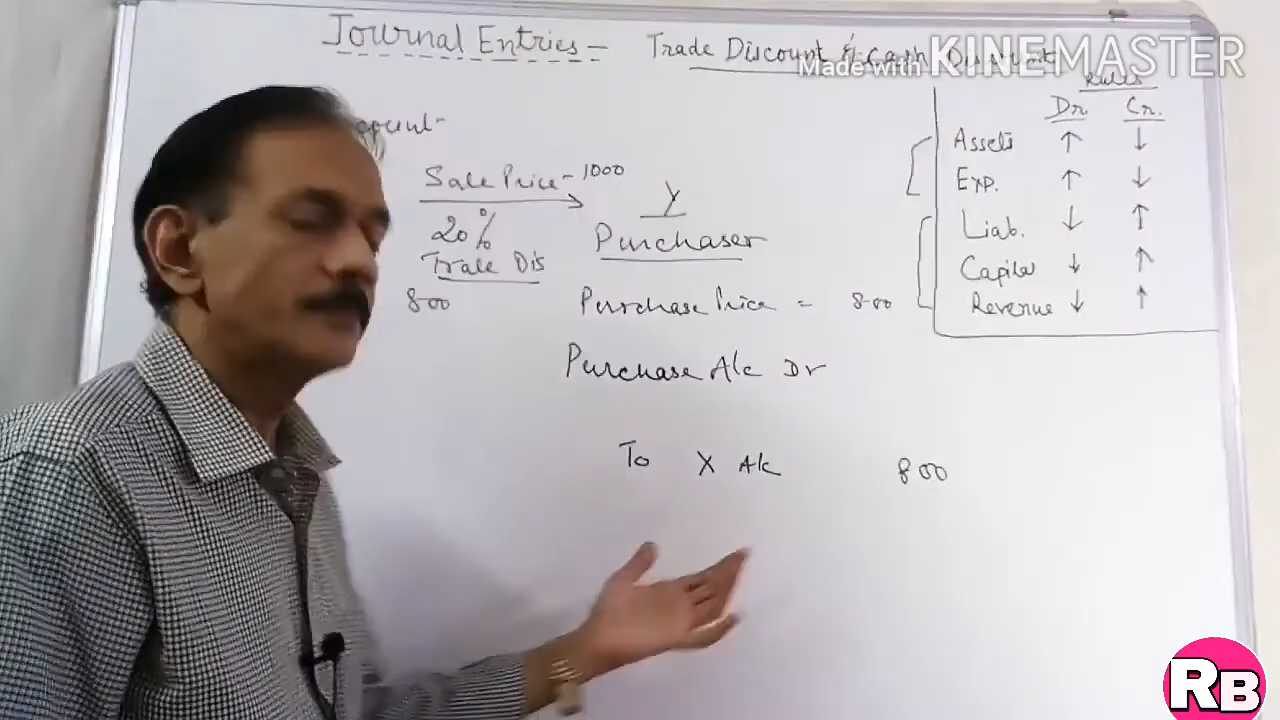 Journal Entries – Trade Discount & Cash
Made with KINEMASTER
Rules
Dr. Cr.
Assets ↑ ↓
Exp. ↑ ↓
Liab. ↓ ↑
Capital ↓ ↑
Revenue ↓ ↑
Sale Price – 1000
20%
Trade Dis
800
Y
Purchaser
Purchase Price = 800
Purchase A/c Dr
To X A/c 800
RB